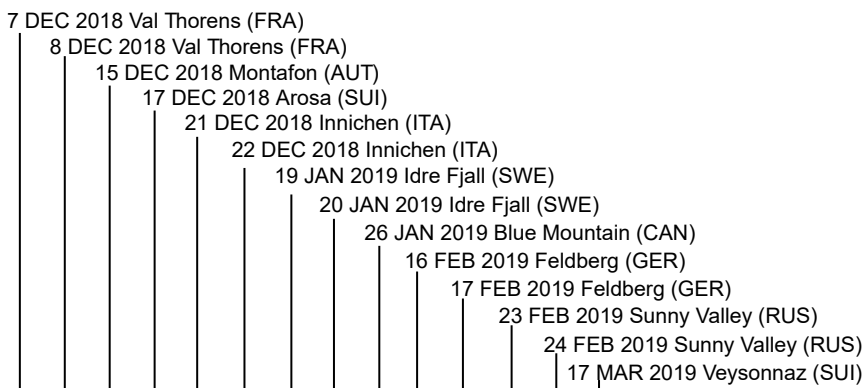 7 DEC 2018 Val Thorens (FRA)
8 DEC 2018 Val Thorens (FRA)
15 DEC 2018 Montafon (AUT)
17 DEC 2018 Arosa (SUI)
21 DEC 2018 Innichen (ITA)
22 DEC 2018 Innichen (ITA)
19 JAN 2019 Idre Fjall (SWE)
20 JAN 2019 Idre Fjall (SWE)
26 JAN 2019 Blue Mountain (CAN)
16 FEB 2019 Feldberg (GER)
17 FEB 2019 Feldberg (GER)
23 FEB 2019 Sunny Valley (RUS)
24 FEB 2019 Sunny Valley (RUS)
17 MAR 2019 Veysonnaz (SUI)